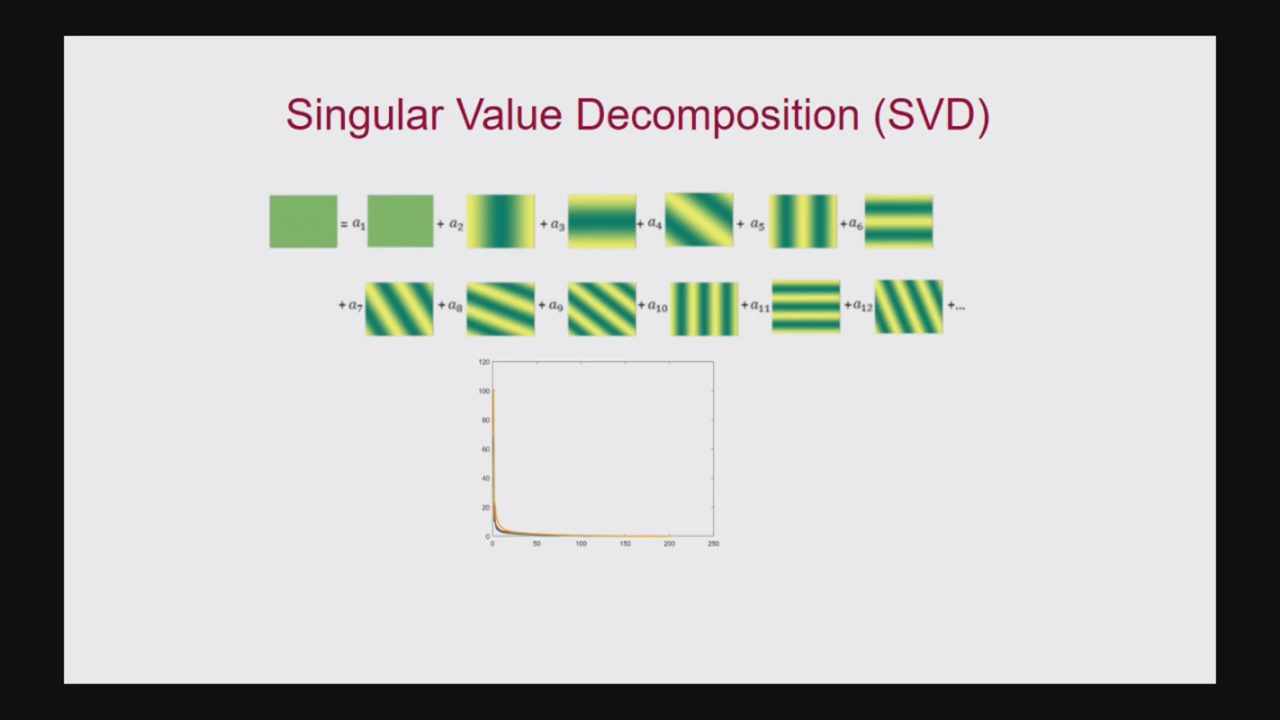 Singular Value Decomposition (SVD)
= a₁ + a₂ + a₃ + a₄ + a₅ + a₆
+ a₇ + a₈ + a₉ + a₁₀ + a₁₁ + a₁₂ +...
120
100
80
60
40
20
0
0 50 100 150 200 250